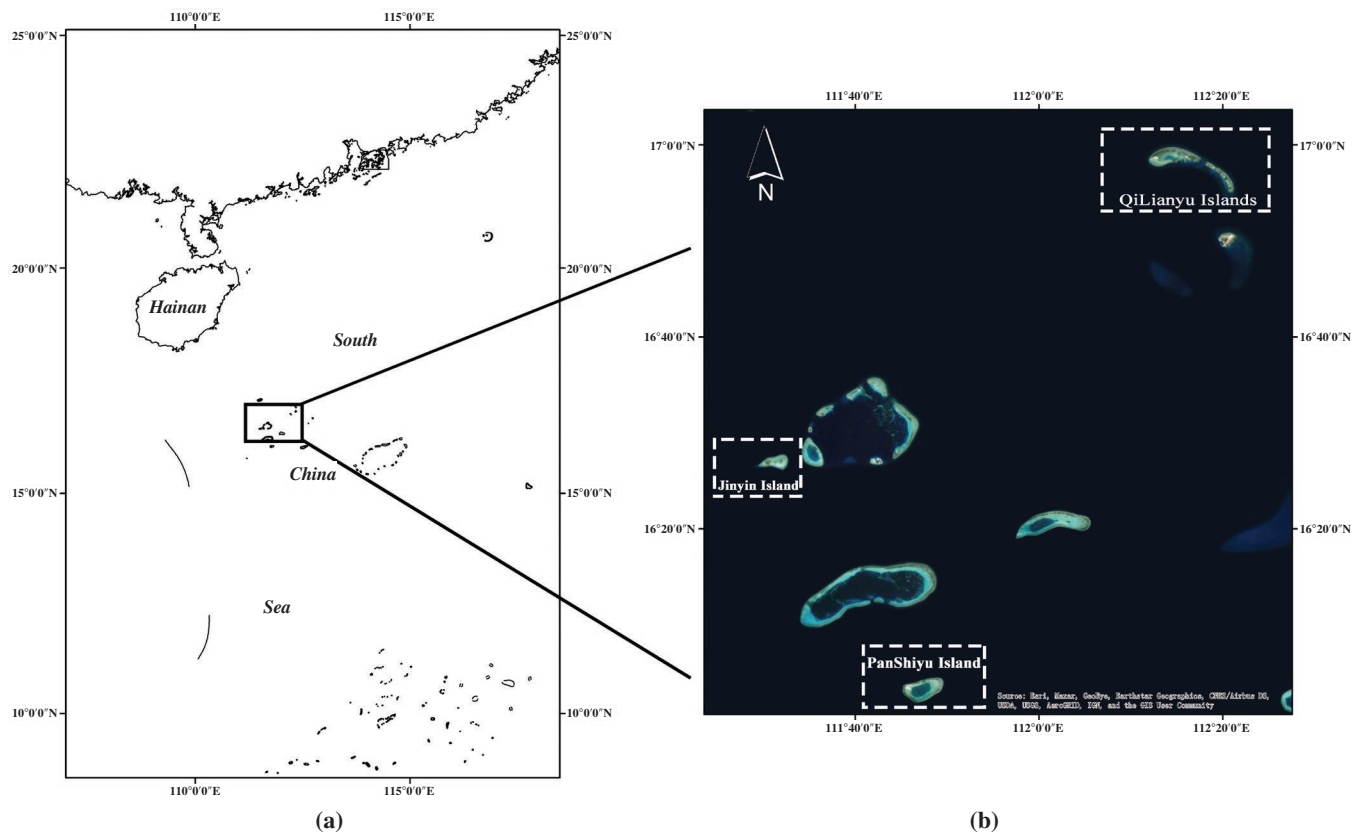 110°0'0"E 115°0'0"E
25°0'0"N 25°0'0"N
20°0'0"N 20°0'0"N
Hainan
South
China
15°0'0"N 15°0'0"N
Sea
10°0'0"N 10°0'0"N
110°0'0"E 115°0'0"E
(a)
111°40'0"E 112°0'0"E 112°20'0"E
17°0'0"N 17°0'0"N
N
QiLianyu Islands
16°40'0"N 16°40'0"N
Jinyin Island
16°20'0"N 16°20'0"N
PanShiyu Island
Source: Esri, Maxar, GeoEye, Earthstar Geographics, CNES/Airbus DS,
USDA, USGS, AeroGRID, IGN, and the GIS User Community
111°40'0"E 112°0'0"E 112°20'0"E
(b)